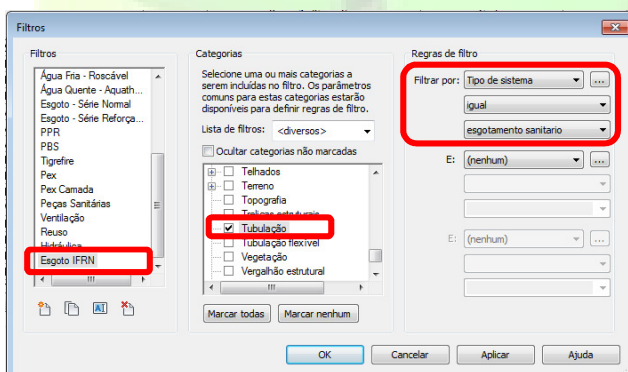 Filtros
Filtros
Água Fria - Roscável
Água Quente - Aquath...
Esgoto - Série Normal
Esgoto - Série Reforça...
PPR
PBS
Tigrefire
Pex
Pex Camada
Peças Sanitárias
Ventilação
Reuso
Hidráulica
Esgoto IFRN
Categorias
Selecione uma ou mais categorias a
serem incluídas no filtro. Os parâmetros
comuns para estas categorias estarão
disponíveis para definir regras de filtro.
Lista de filtros: <diversos>
Ocultar categorias não marcadas
Telhados
Terreno
Topografia
Treliças estruturais
Tubulação
Tubulação flexível
Vegetação
Vergalhão estrutural
Marcar todas Marcar nenhum
Regras de filtro
Filtrar por: Tipo de sistema ...
igual
esgotamento sanitario
E: (nenhum) ...
E: (nenhum) ...
OK Cancelar Aplicar Ajuda